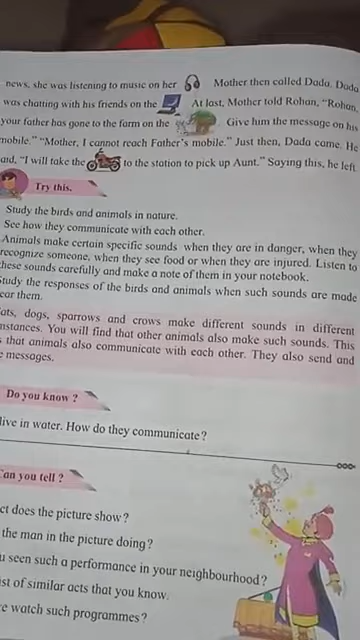 news, she was listening to music on her Mother then called Dada. Dada
was chatting with his friends on the At last, Mother told Rohan, "Rohan,
your father has gone to the form on the Give him the message on his
mobile." "Mother, I cannot reach Father's mobile." Just then, Dada came. He
said, "I will take the to the station to pick up Aunt." Saying this, he left.
Try this.
Study the birds and animals in nature.
See how they communicate with each other.
Animals make certain specific sounds when they are in danger, when they
recognize someone, when they see food or when they are injured. Listen to
these sounds carefully and make a note of them in your notebook.
Study the responses of the birds and animals when such sounds are made
ear them.
ats, dogs, sparrows and crows make different sounds in different
mstances. You will find that other animals also make such sounds. This
that animals also communicate with each other. They also send and
e messages.
Do you know ?
live in water. How do they communicate?
Can you tell ?
ct does the picture show?
the man in the picture doing?
u seen such a performance in your neighbourhood?
ist of similar acts that you know.
e watch such programmes?